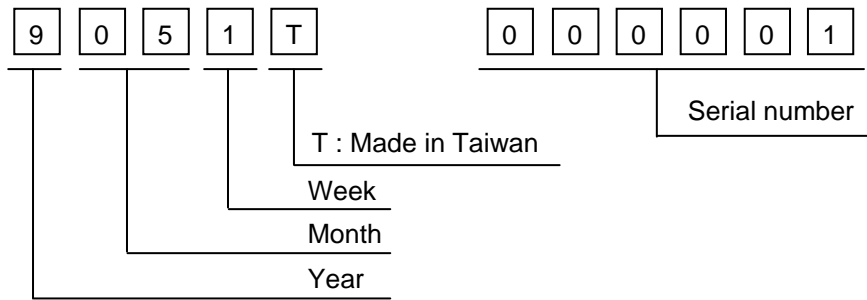 9 0 5 1 T 0 0 0 0 0 1
Serial number
T : Made in Taiwan
Week
Month
Year